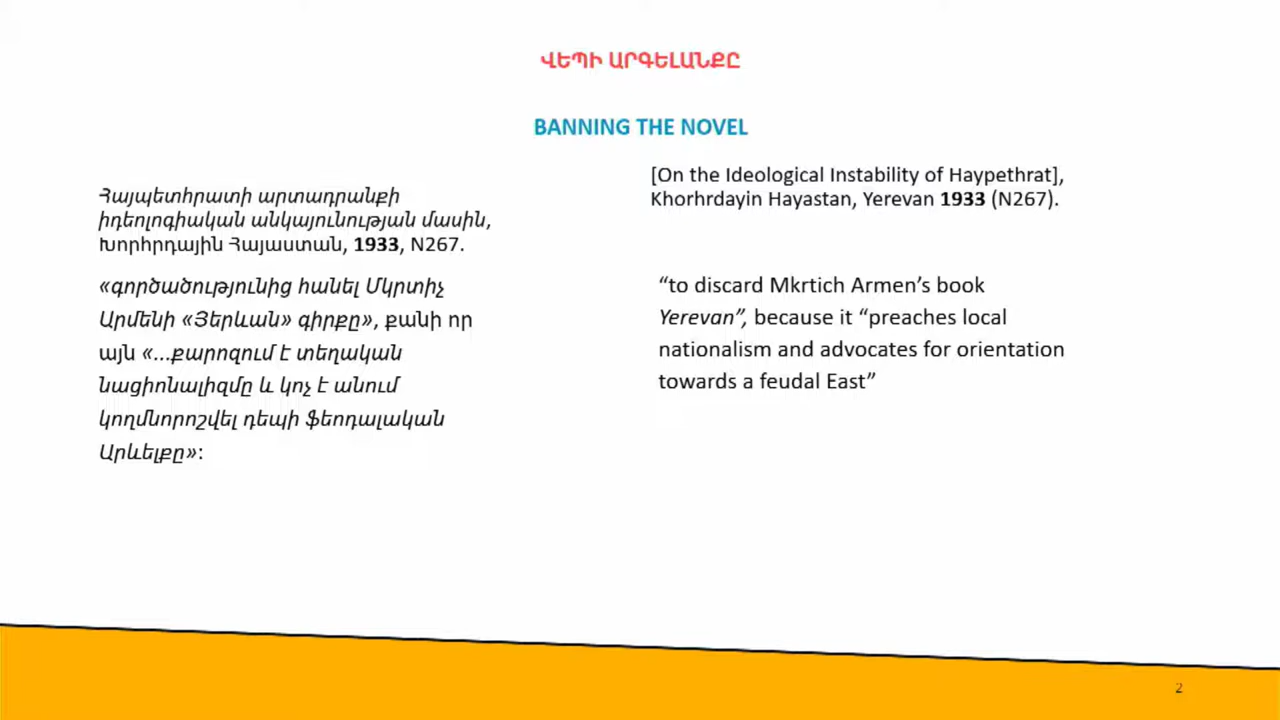 ՎԵՊԻ ԱՐԳԵԼԱՆՔԸ
BANNING THE NOVEL
Հայպետհրատի արտադրանքի
իդեոլոգիական անկայունության մասին,
Խորհրդային Հայաստան, 1933, N267.
«գործածությունից հանել Մկրտիչ
Արմենի «Յերևան» գիրքը», քանի որ
այն «...քարոզում է տեղական
նացիոնալիզմը և կոչ է անում
կողմնորոշվել դեպի ֆեոդալական
Արևելքը»:
[On the Ideological Instability of Haypethrat],
Khorhrdayin Hayastan, Yerevan 1933 (N267).
“to discard Mkrtich Armen’s book
Yerevan”, because it “preaches local
nationalism and advocates for orientation
towards a feudal East”
2